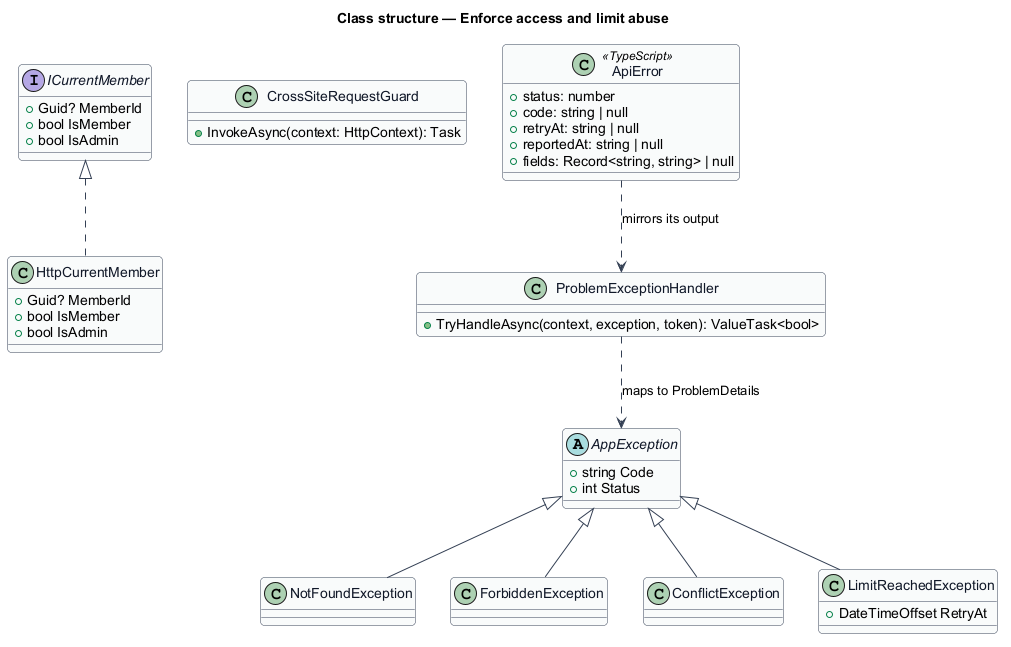 Class structure — Enforce access and limit abuse
I ICurrentMember
Guid? MemberId
bool IsMember
bool IsAdmin
C CrossSiteRequestGuard
InvokeAsync(context: HttpContext): Task
«TypeScript»
C ApiError
status: number
code: string | null
retryAt: string | null
reportedAt: string | null
fields: Record<string, string> | null
mirrors its output
C HttpCurrentMember
Guid? MemberId
bool IsMember
bool IsAdmin
C ProblemExceptionHandler
TryHandleAsync(context, exception, token): ValueTask<bool>
maps to ProblemDetails
A AppException
string Code
int Status
C NotFoundException
C ForbiddenException
C ConflictException
C LimitReachedException
DateTimeOffset RetryAt